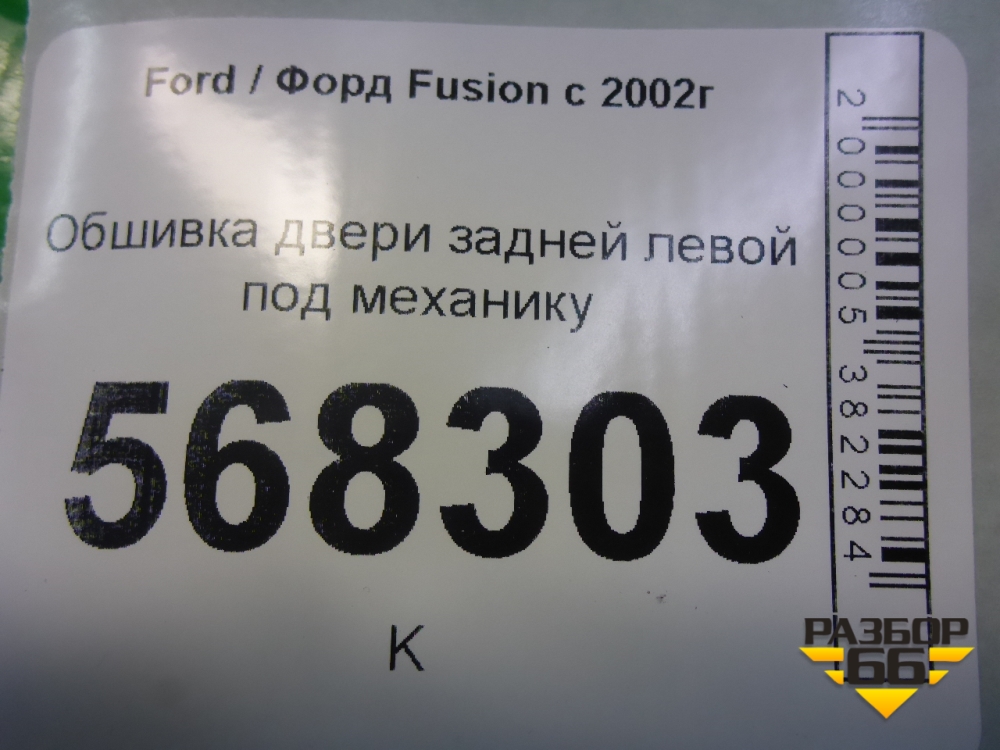 Ford / Форд Fusion с 2002г
Обшивка двери задней левой
под механику
568303
К
2000005382284
РАЗБОР
66